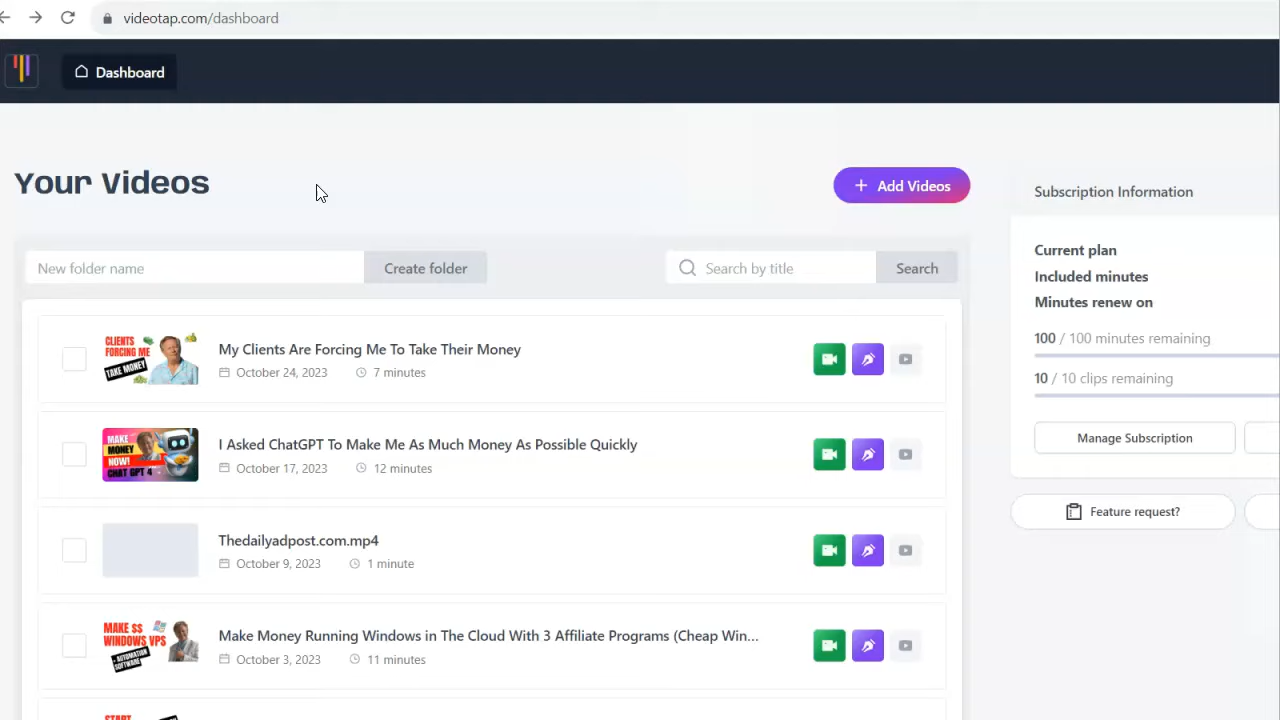 videotap.com/dashboard
Dashboard
Your Videos
Add Videos
New folder name
Create folder
Search by title
Search
CLIENTS
FORCING ME
TAKE MONEY
My Clients Are Forcing Me To Take Their Money
October 24, 2023
7 minutes
MAKE
MONEY
NOW!
CHAT GPT 4
I Asked ChatGPT To Make Me As Much Money As Possible Quickly
October 17, 2023
12 minutes
Thedailyadpost.com.mp4
October 9, 2023
1 minute
MAKE $$
WINDOWS VPS
+ AUTOMATION
SOFTWARE
Make Money Running Windows in The Cloud With 3 Affiliate Programs (Cheap Win...
October 3, 2023
11 minutes
START
Subscription Information
Current plan
Included minutes
Minutes renew on
100 / 100 minutes remaining
10 / 10 clips remaining
Manage Subscription
Feature request?